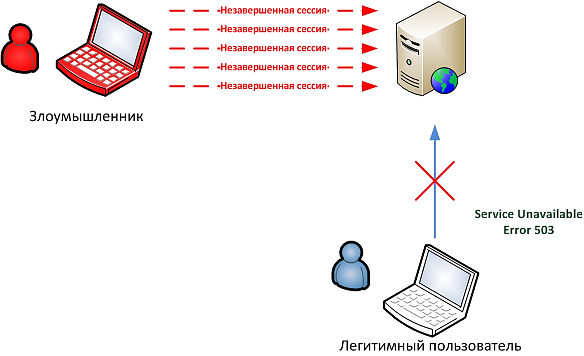 -Незавершенная сессия-
-Незавершенная сессия-
-Незавершенная сессия-
-Незавершенная сессия-
-Незавершенная сессия-
Злоумышленник
Service Unavailable
Error 503
Легитимный пользователь